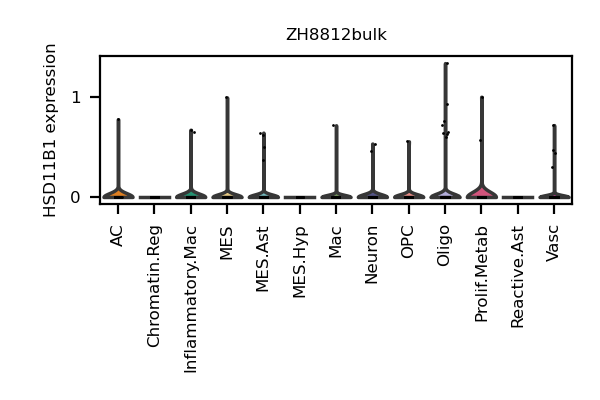 ZH8812bulk
HSD11B1 expression
1
0
AC
Chromatin.Reg
Inflammatory.Mac
MES
MES.Ast
MES.Hyp
Mac
Neuron
OPC
Oligo
Prolif.Metab
Reactive.Ast
Vasc